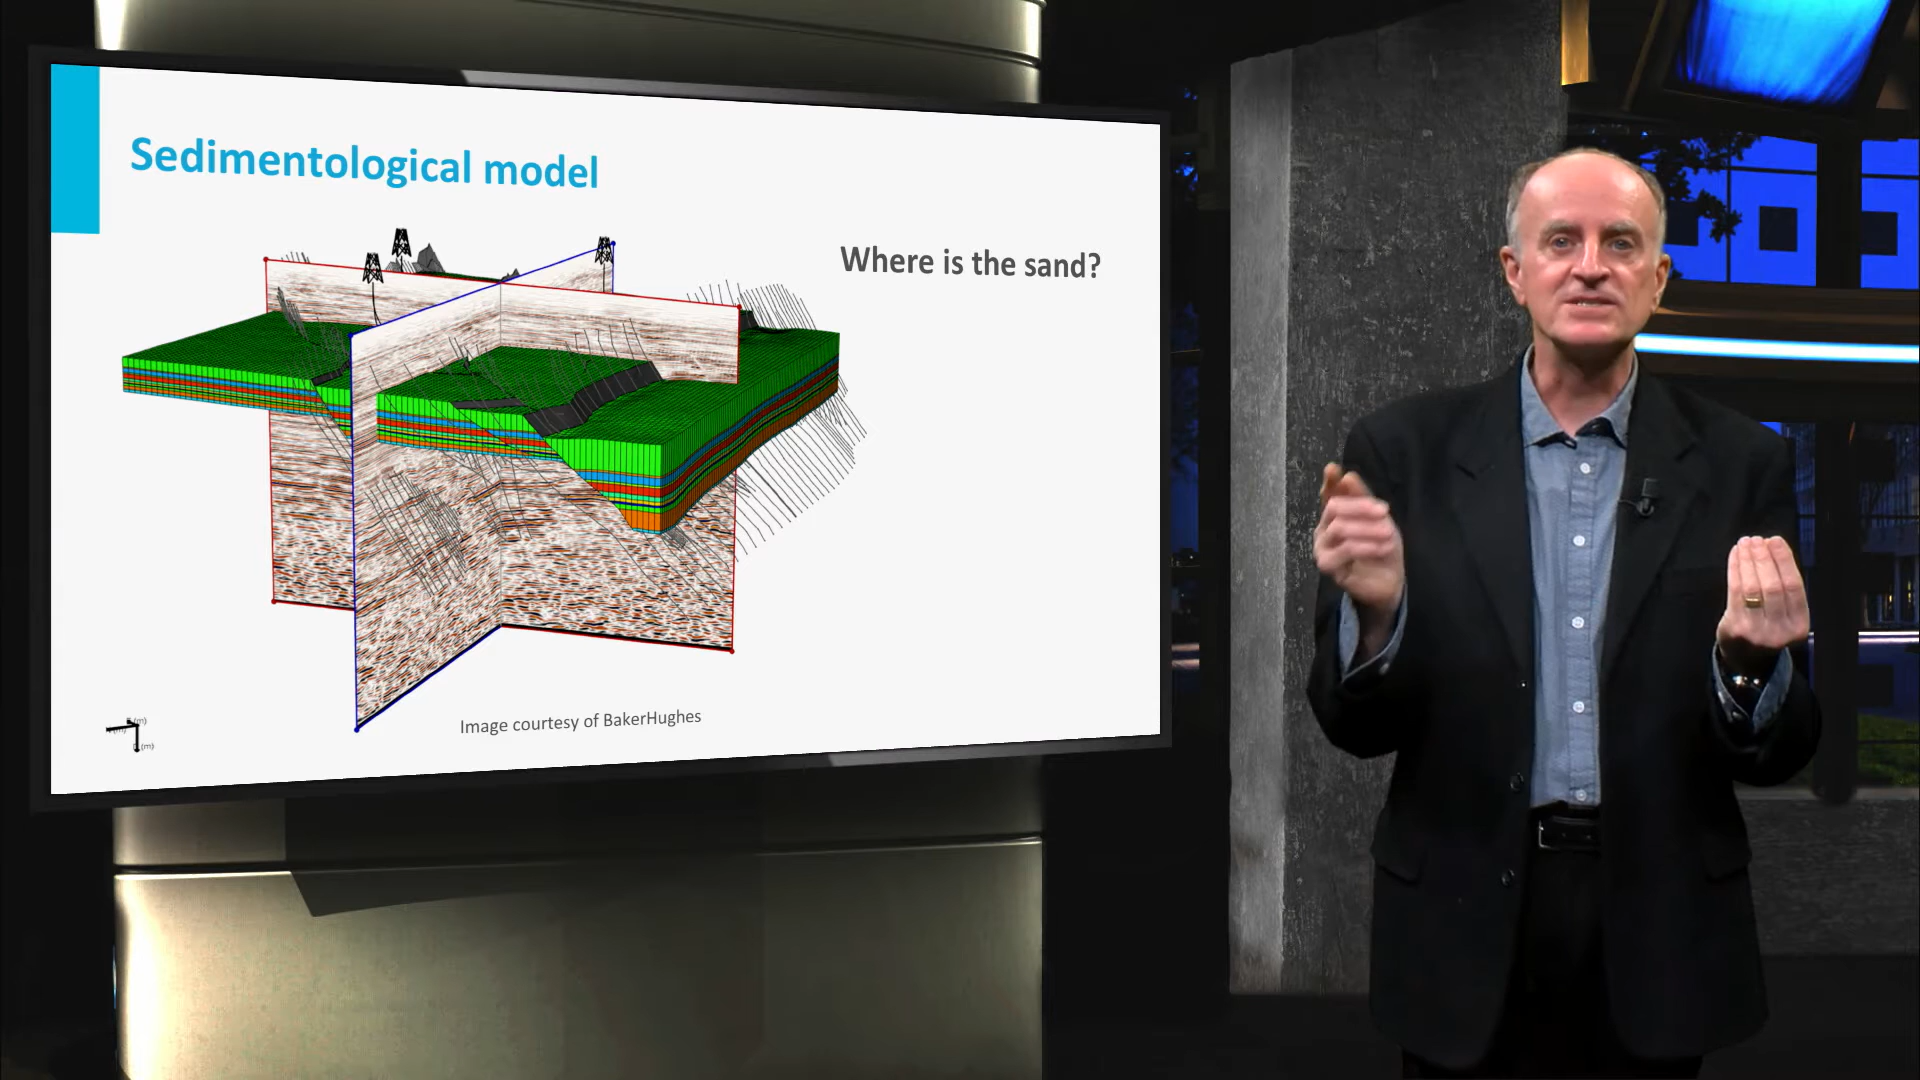 Sedimentological model
Where is the sand?
Image courtesy of BakerHughes